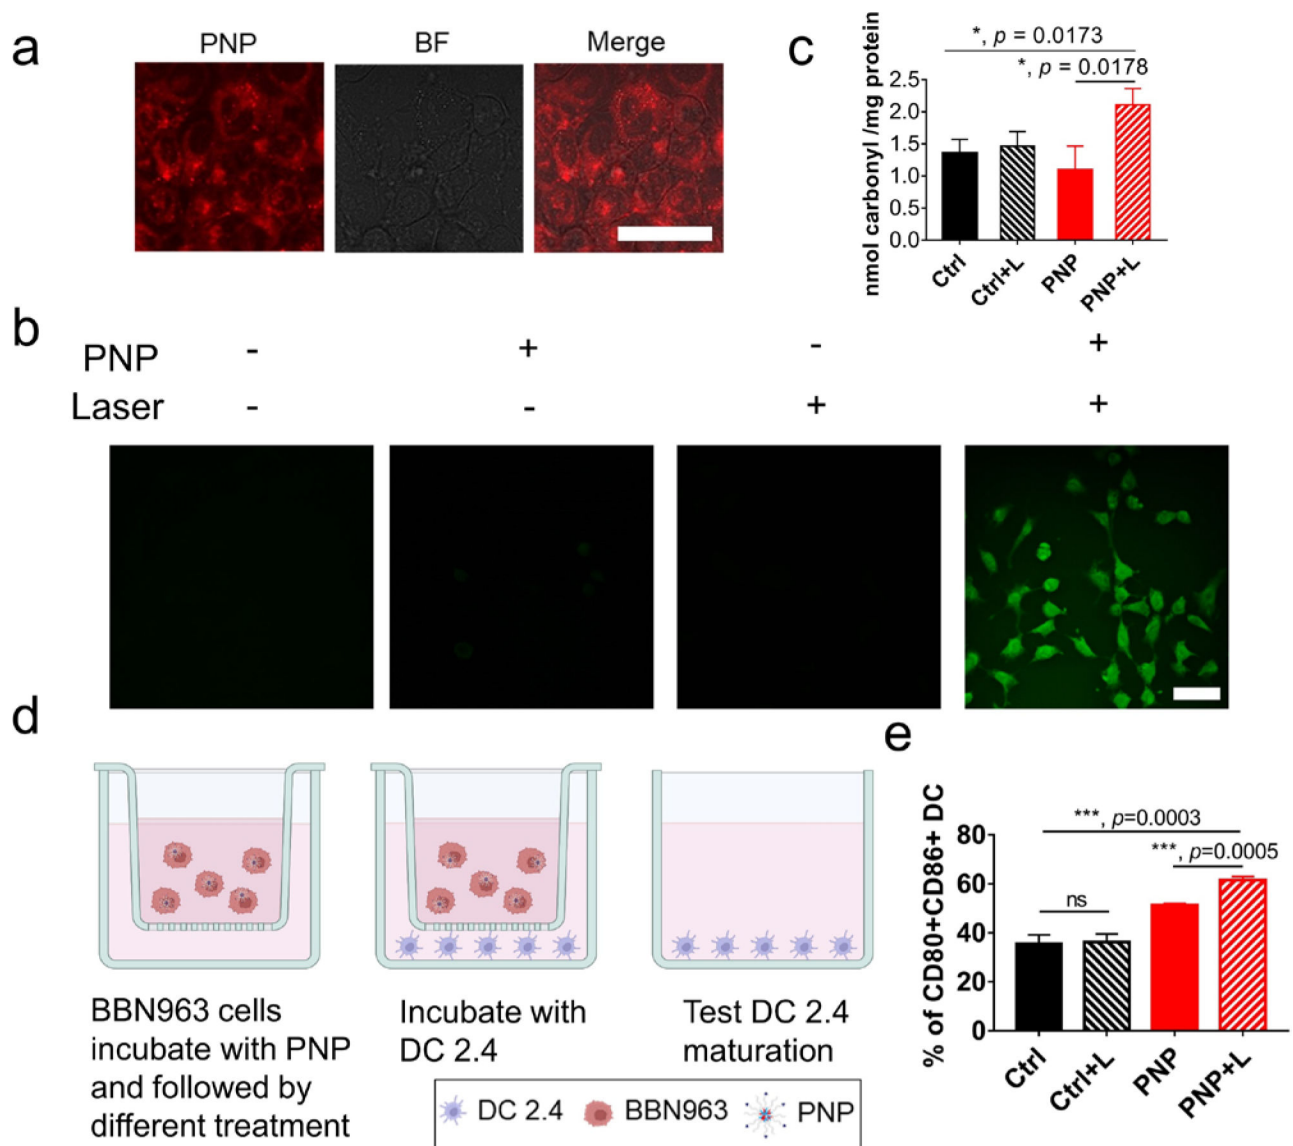 a
PNP
BF
Merge
c
*, p = 0.0173
*, p = 0.0178
nmol carbonyl /mg protein
2.5
2.0
1.5
1.0
0.5
0.0
Ctrl
Ctrl+L
PNP
PNP+L
b
PNP - + - +
Laser - - + +
d
BBN963 cells
incubate with PNP
and followed by
different treatment
Incubate with
DC 2.4
Test DC 2.4
maturation
DC 2.4 BBN963 PNP
e
% of CD80+CD86+ DC
***, p=0.0003
***, p=0.0005
ns
80
60
40
20
0
Ctrl
Ctrl+L
PNP
PNP+L